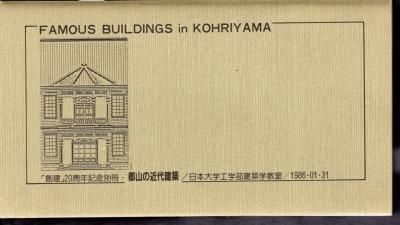 FAMOUS BUILDINGS in KOHRIYAMA
「創建」20周年記念別冊・郡山の近代建築/日本大学工学部建築学教室/1986・01・31